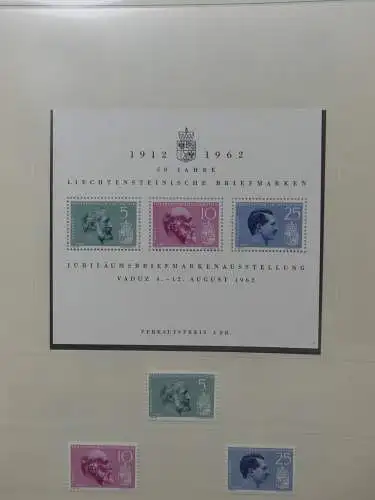 1912 1962
50 JAHRE
LIECHTENSTEINISCHE BRIEFMARKEN
5 10 25
JUBILÄUMSBRIEFMARKENAUSSTELLUNG
VADUZ 4.–12. AUGUST 1962
VERKAUFSPREIS 3 FR.
5
10 25